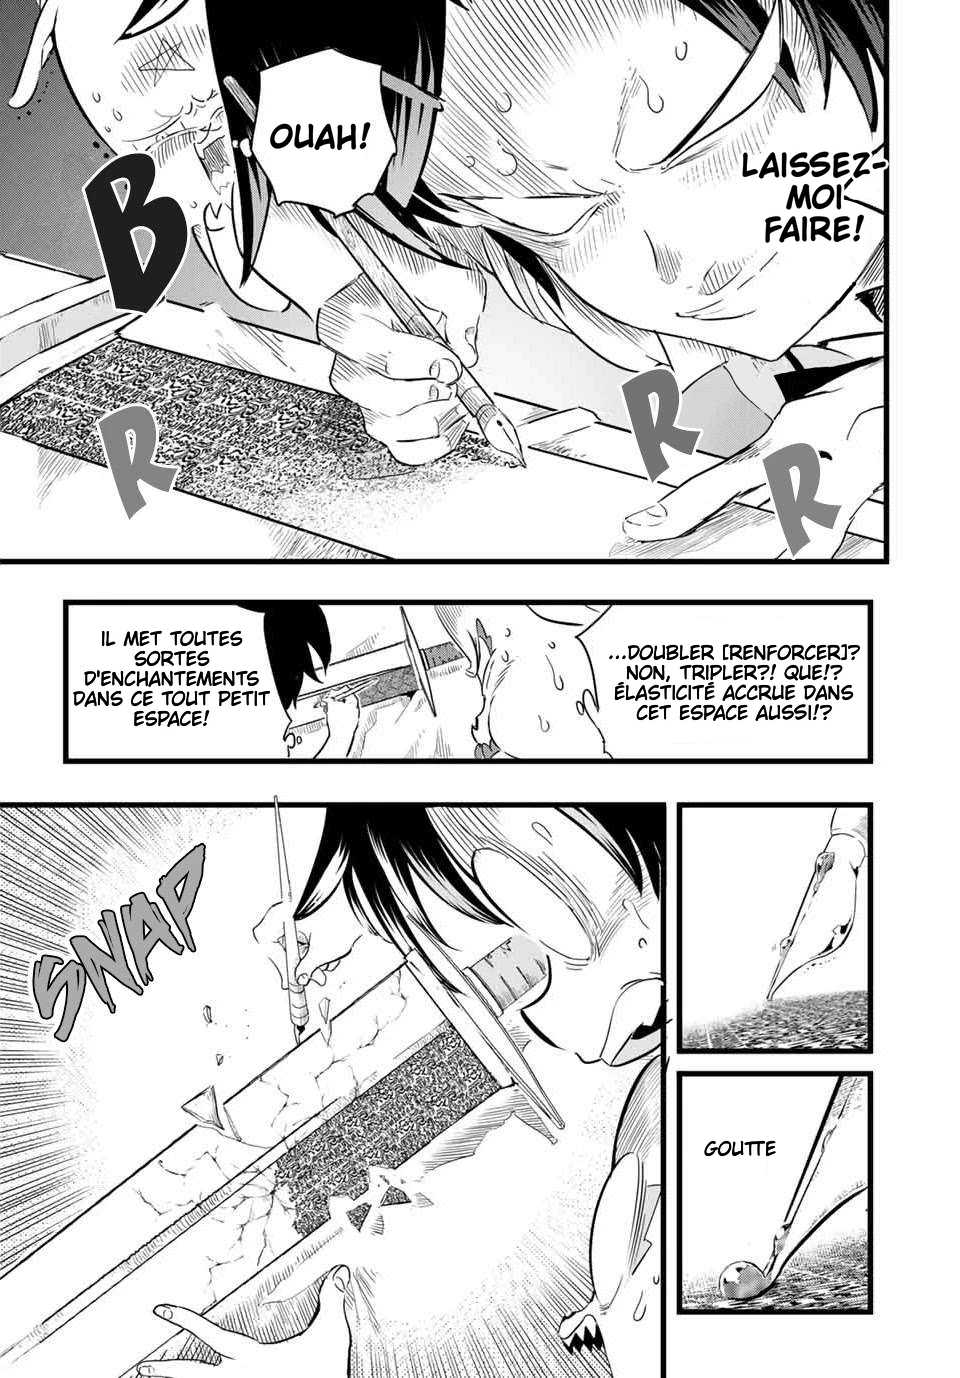 LAISSEZ-
MOI
FAIRE!
OUAH!
B
R
R
R
R
...DOUBLER [RENFORCER]?
NON, TRIPLER?! QUE!?
ÉLASTICITÉ ACCRUE DANS
CET ESPACE AUSSI!?
IL MET TOUTES
SORTES
D'ENCHANTEMENTS
DANS CE TOUT PETIT
ESPACE!
GOUTTE
SNAP